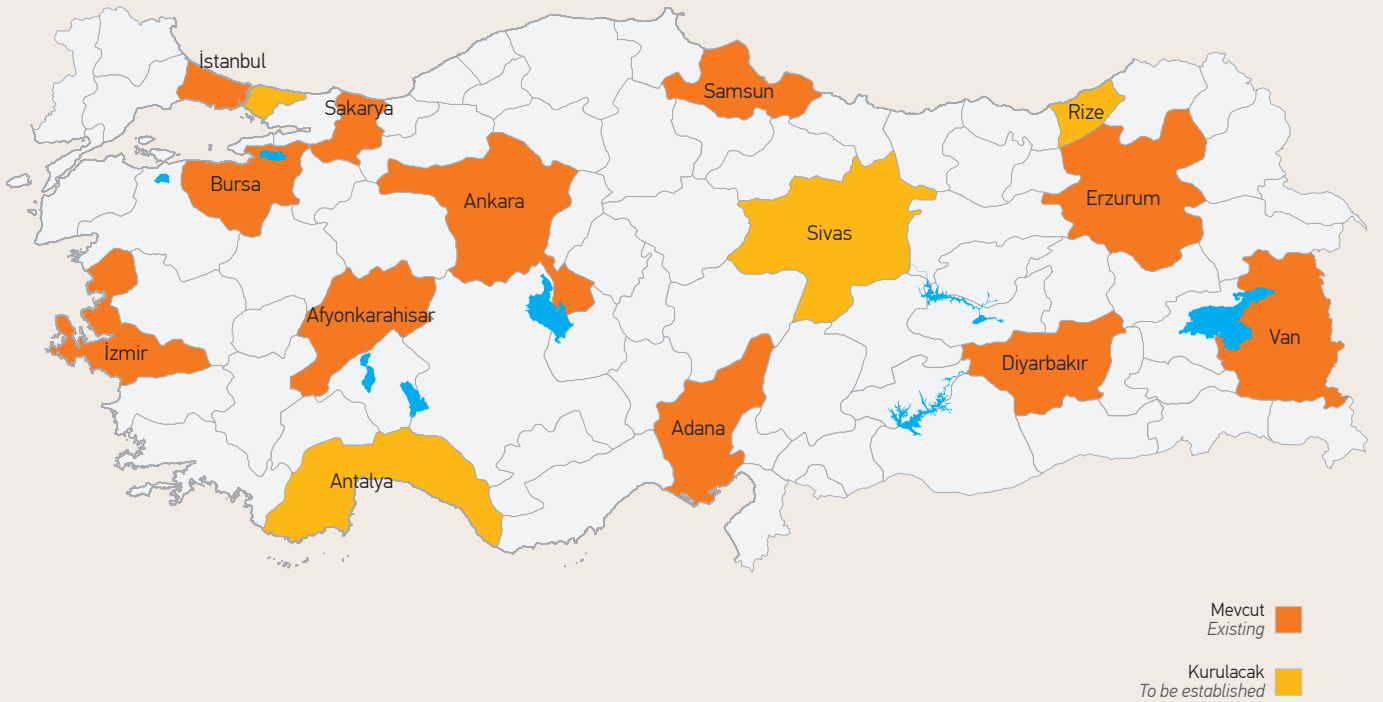 İstanbul
Sakarya
Samsun
Rize
Bursa
Ankara
Erzurum
Sivas
Afyonkarahisar
Van
İzmir
Diyarbakır
Adana
Antalya
Mevcut
Existing
Kurulacak
To be established